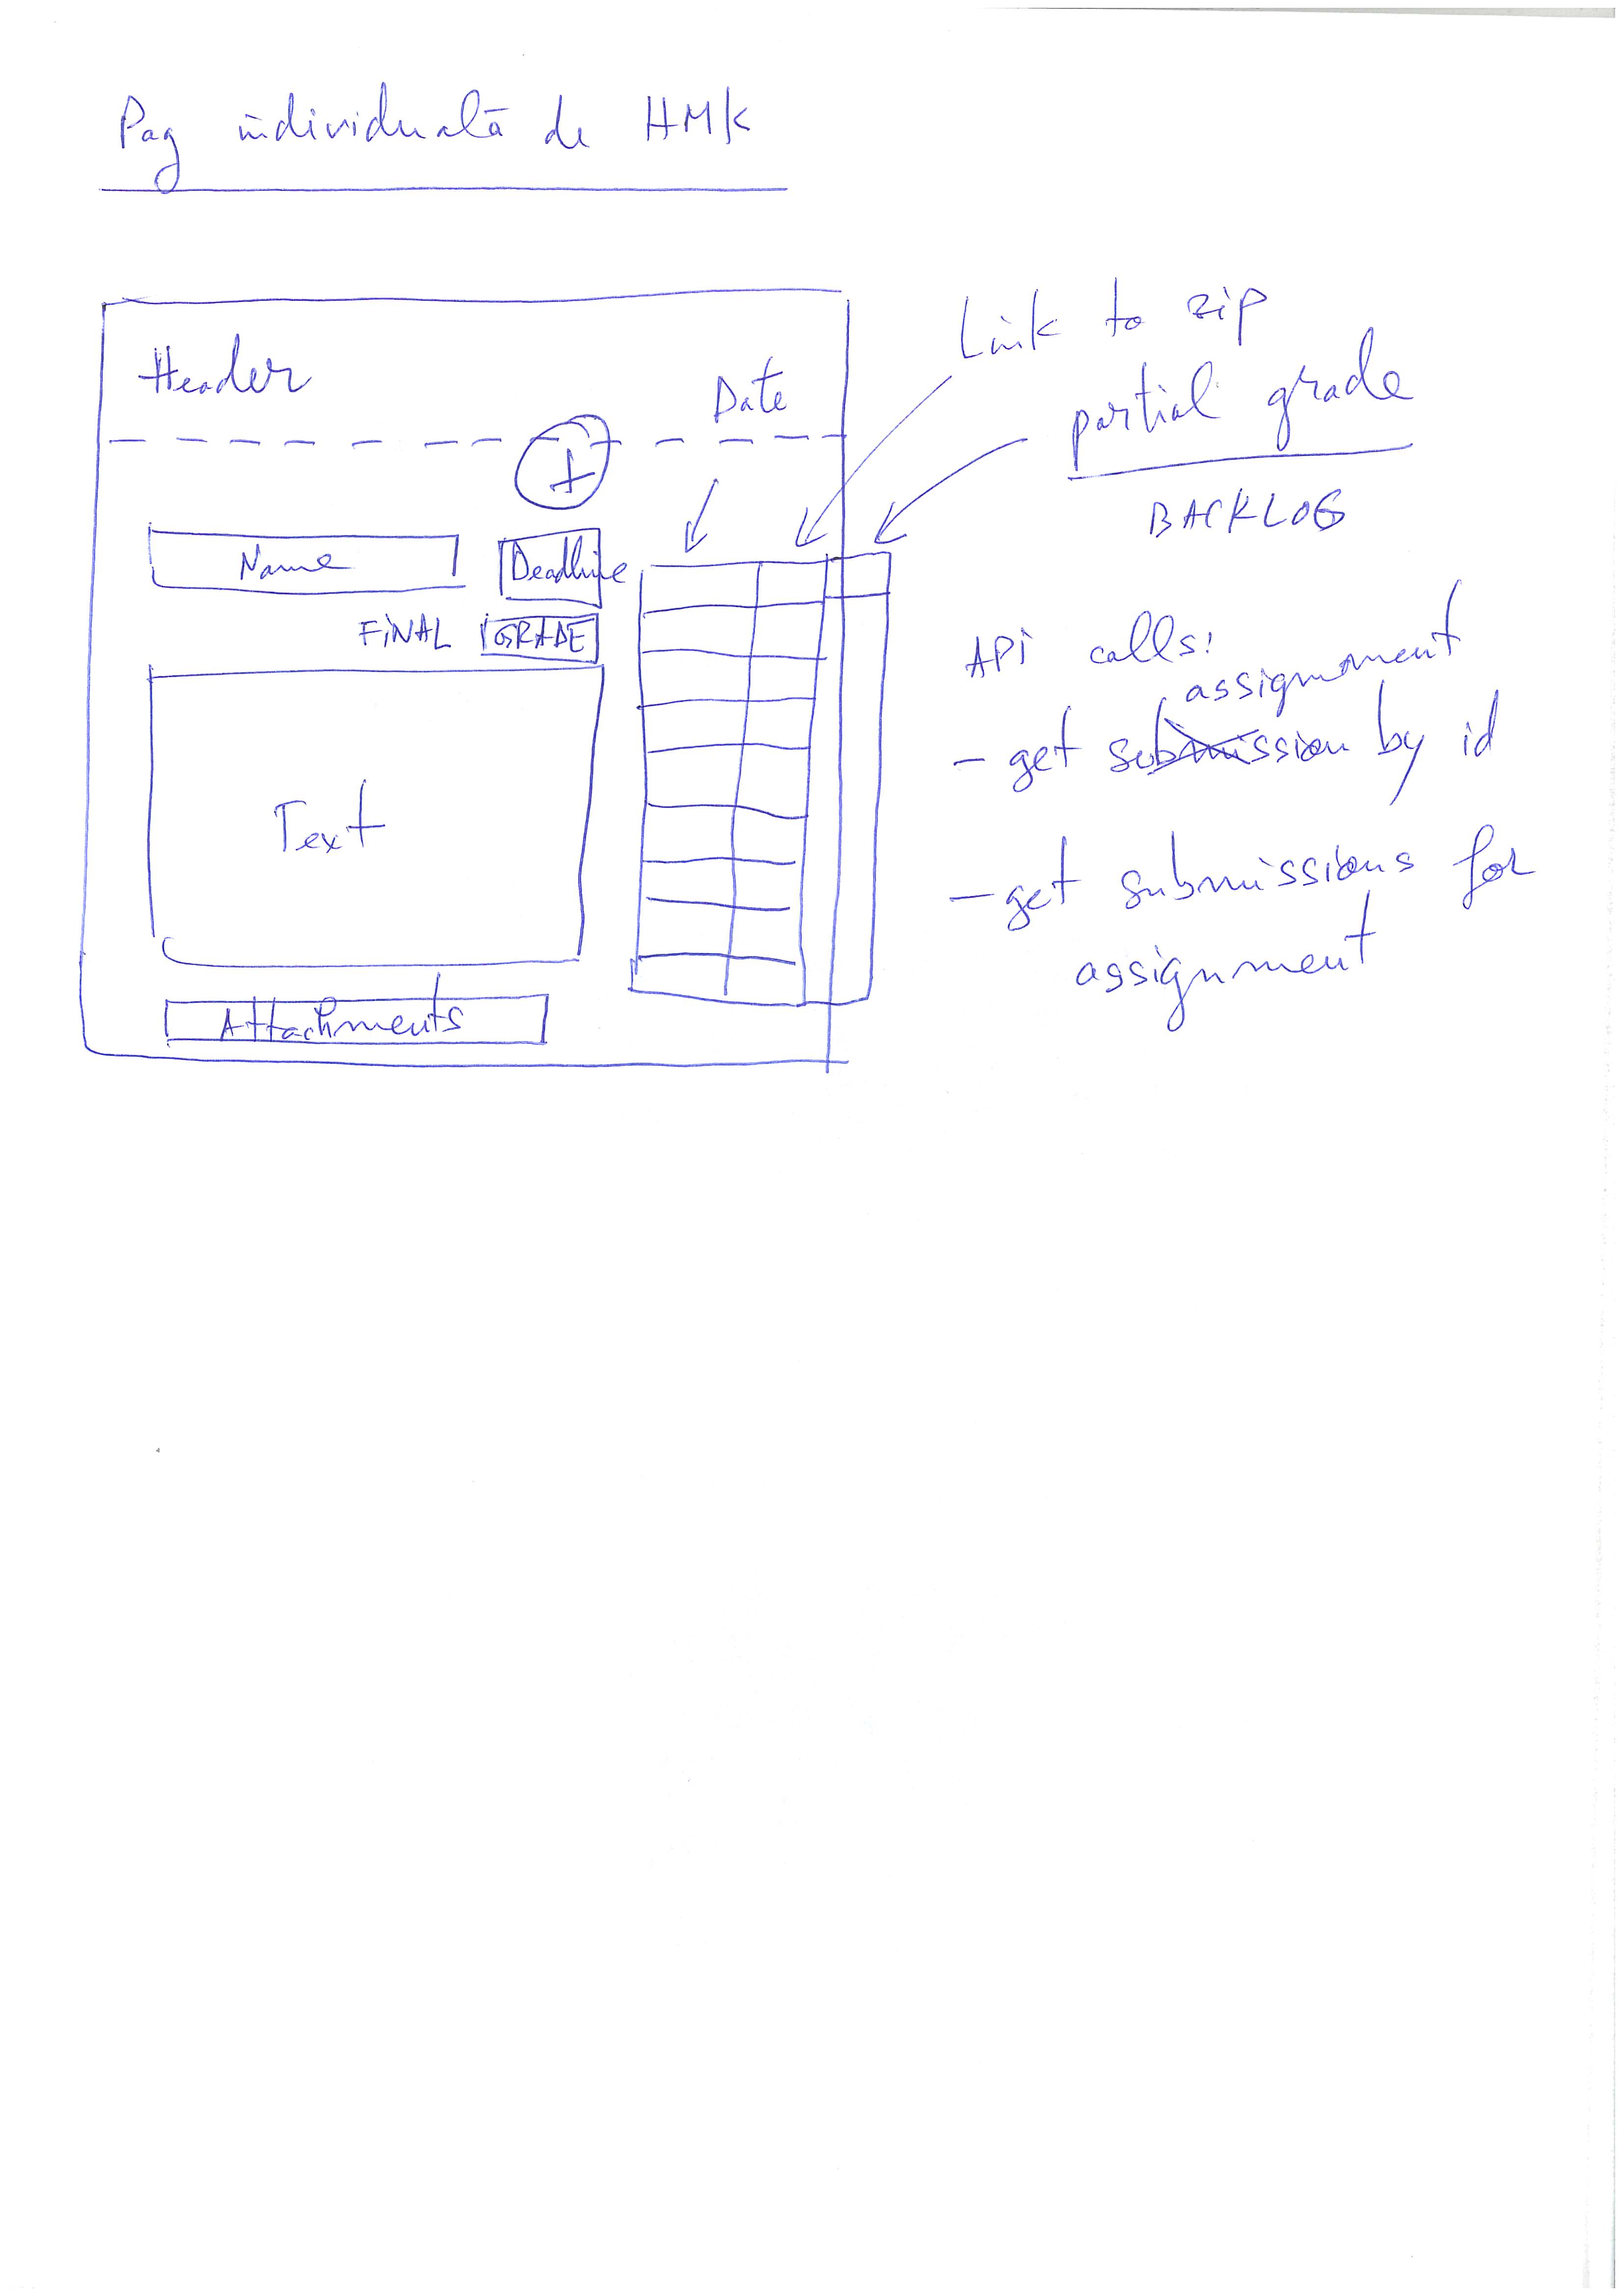 Pag individuală de HMK
Header
Date
+
Link to zip
partial grade
BACKLOG
Name
Deadline
FINAL GRADE
Text
Attachments
API calls:
assignment
- get submission by id
- get submissions for
assignment